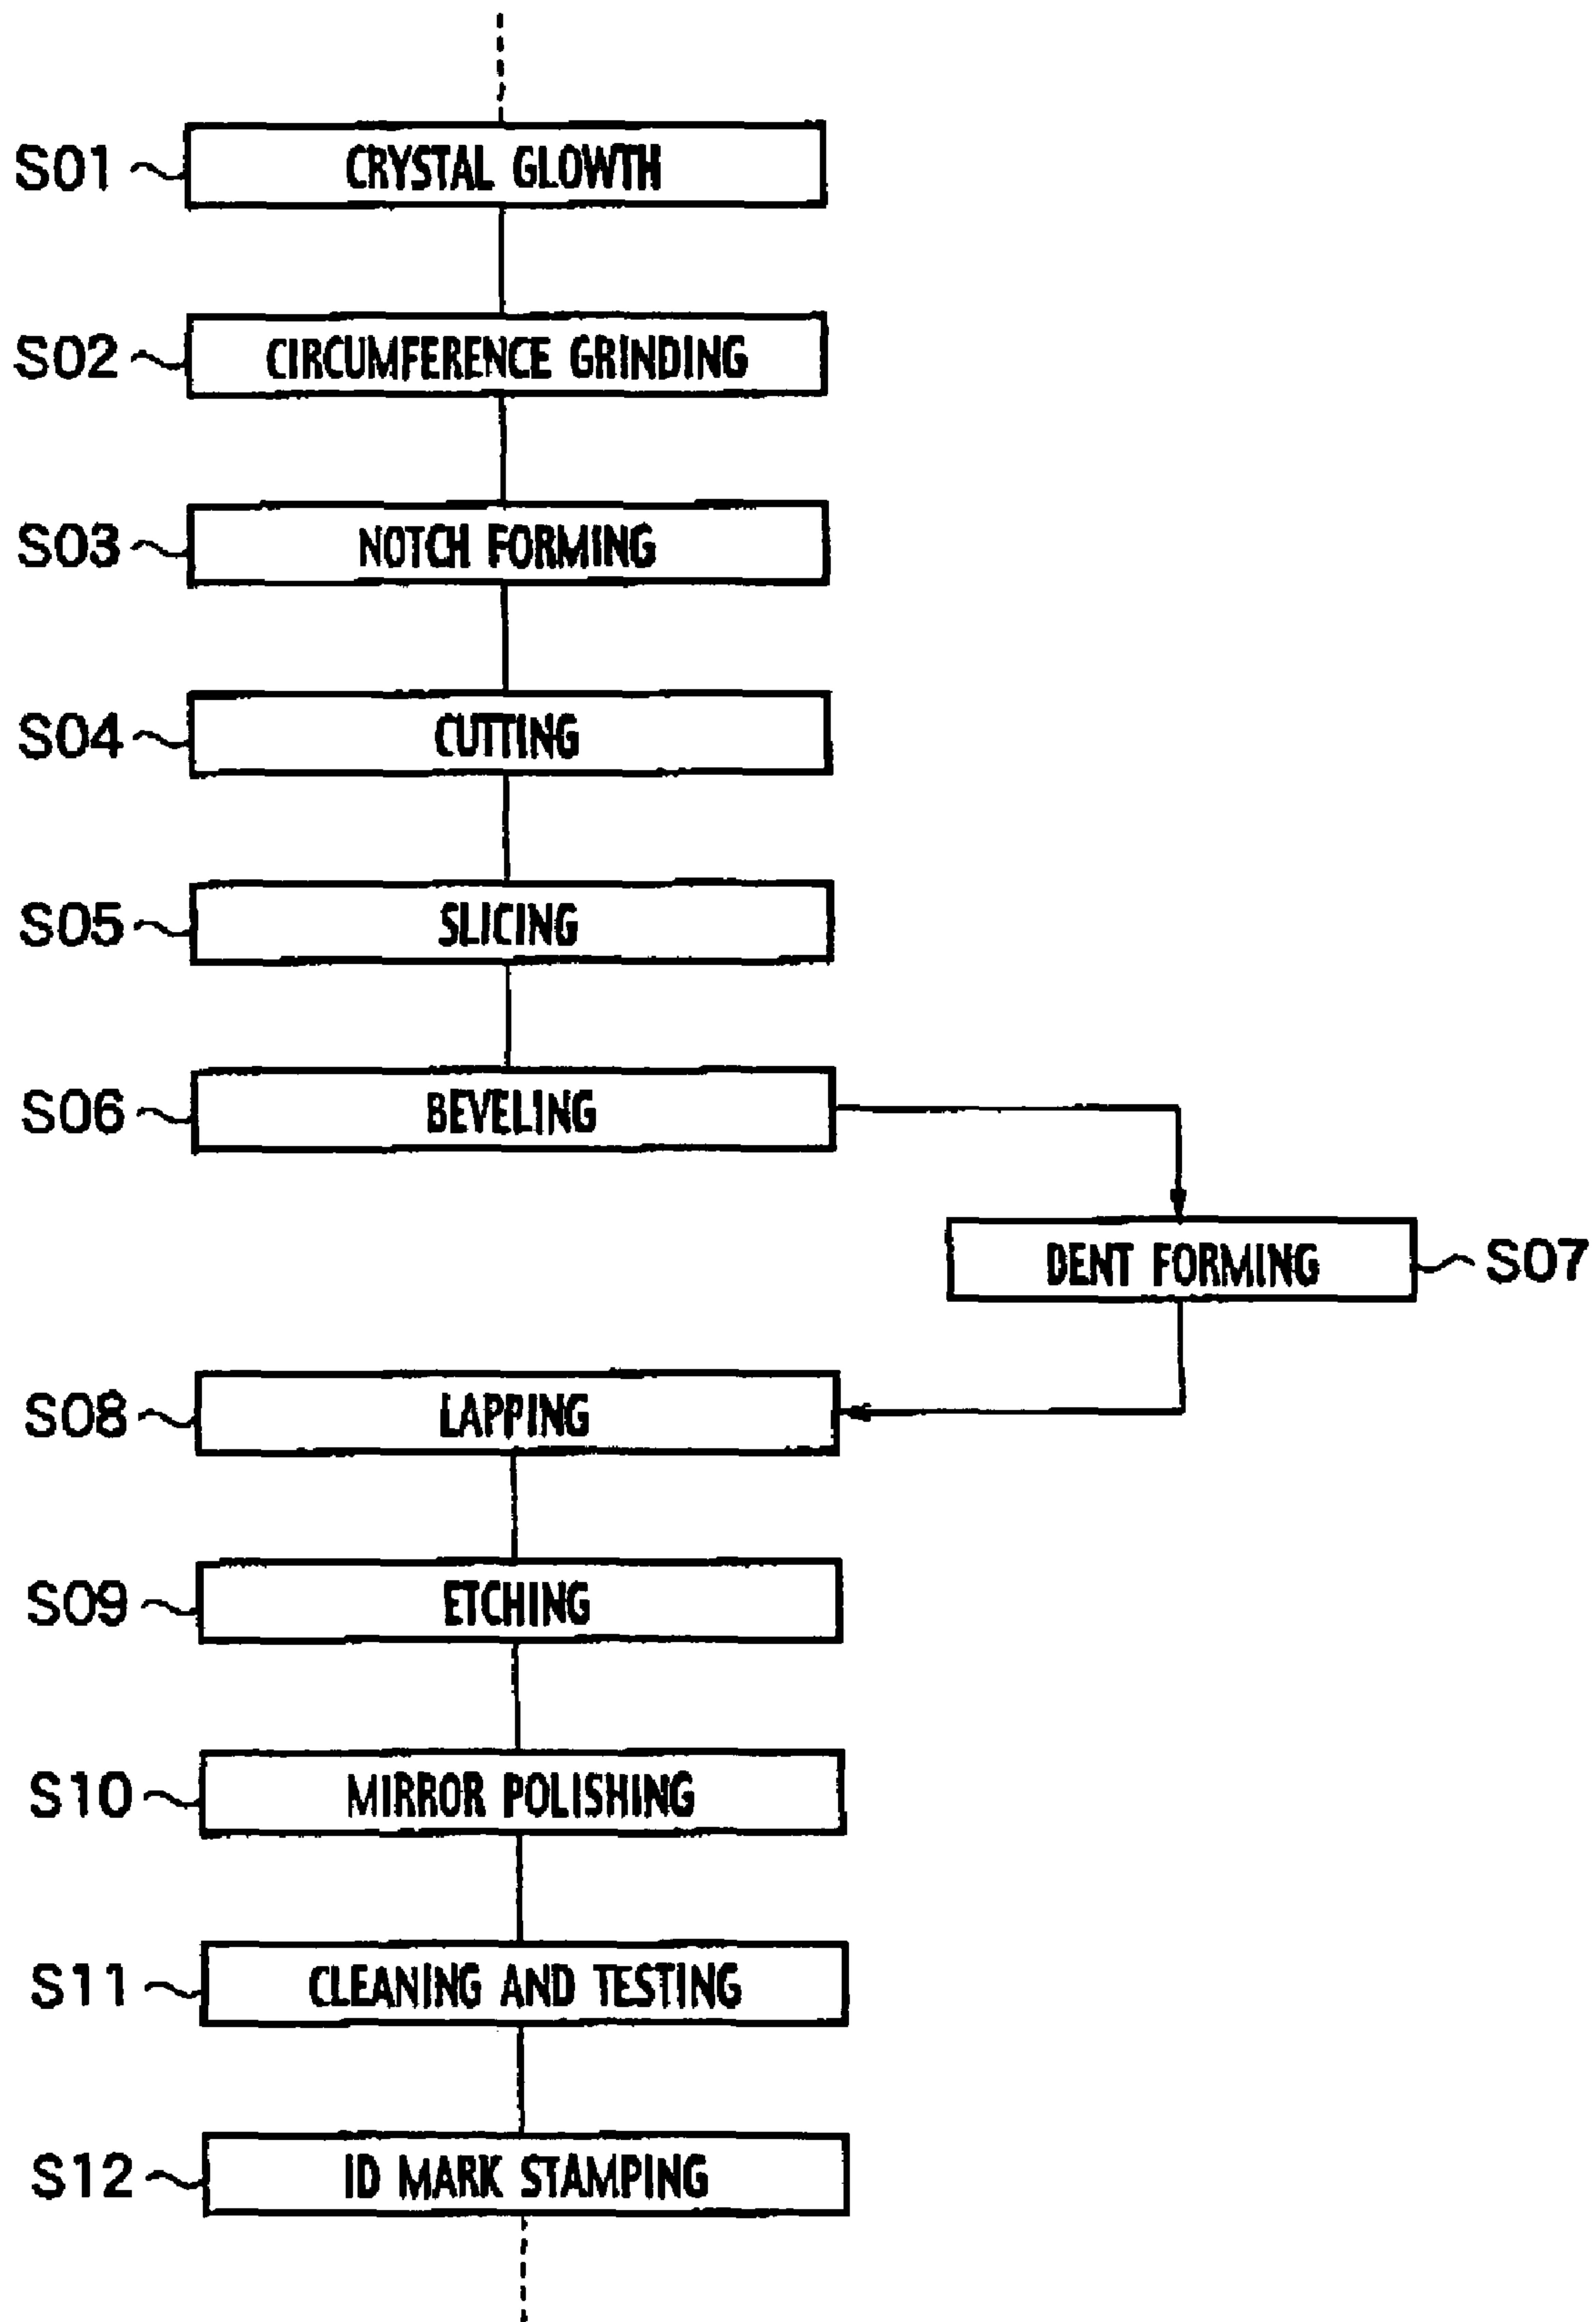 S01 CRYSTAL GLOWTH
S02 CIRCUMFERENCE GRINDING
S03 NOTCH FORMING
S04 CUTTING
S05 SLICING
S06 BEVELING
DENT FORMING S07
S08 LAPPING
S09 ETCHING
S10 MIRROR POLISHING
S11 CLEANING AND TESTING
S12 ID MARK STAMPING